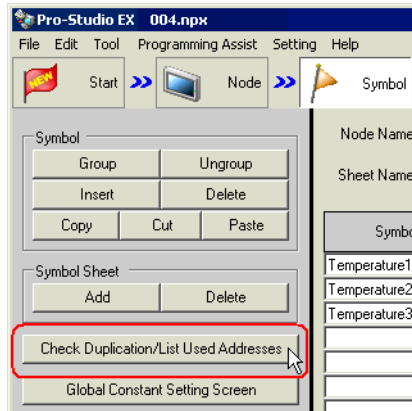 Pro-Studio EX 004.npx
File Edit Tool Programming Assist Setting Help
NEW Start Node Symbol
Symbol
Group Ungroup
Insert Delete
Copy Cut Paste
Symbol Sheet
Add Delete
Check Duplication/List Used Addresses
Global Constant Setting Screen
Node Name
Sheet Name
Symbo
Temperature1
Temperature2
Temperature3